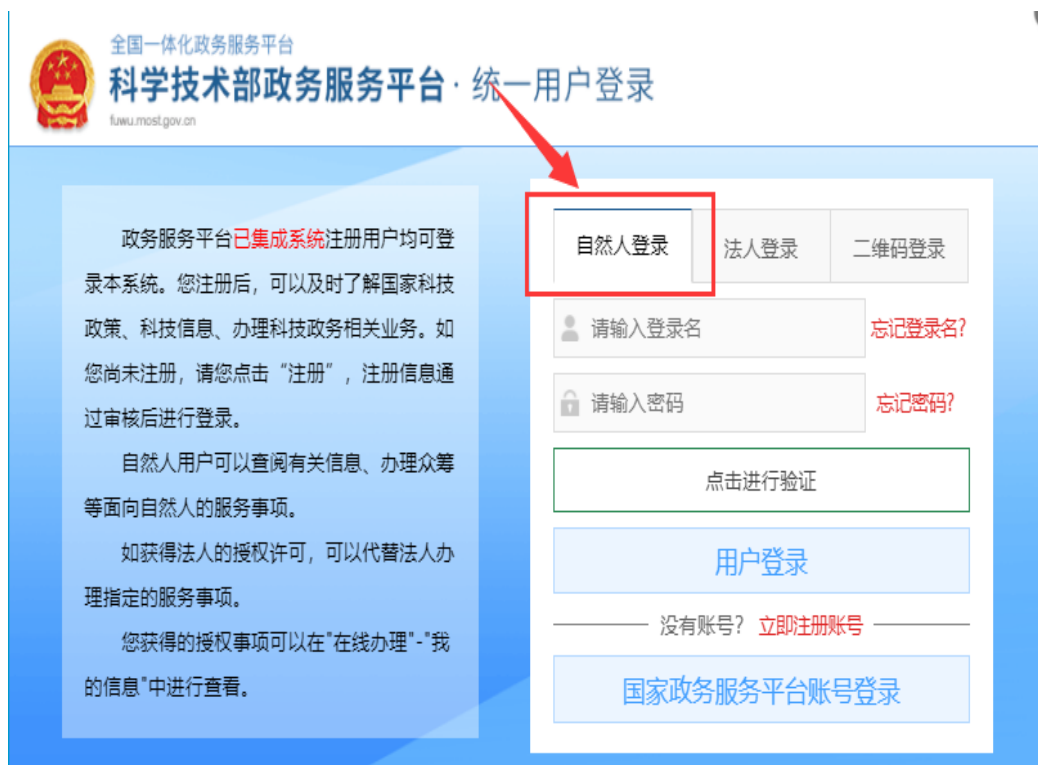 全国一体化政务服务平台
科学技术部政务服务平台·统一用户登录
fuwu.most.gov.cn
政务服务平台已集成系统注册用户均可登
录本系统。您注册后，可以及时了解国家科技
政策、科技信息、办理科技政务相关业务。如
您尚未注册，请您点击“注册”，注册信息通
过审核后进行登录。
自然人用户可以查阅有关信息、办理众筹
等面向自然人的服务事项。
如获得法人的授权许可，可以代替法人办
理指定的服务事项。
您获得的授权事项可以在"在线办理"-"我
的信息"中进行查看。
自然人登录 法人登录 二维码登录
请输入登录名 忘记登录名?
请输入密码 忘记密码?
点击进行验证
用户登录
没有账号? 立即注册账号
国家政务服务平台账号登录